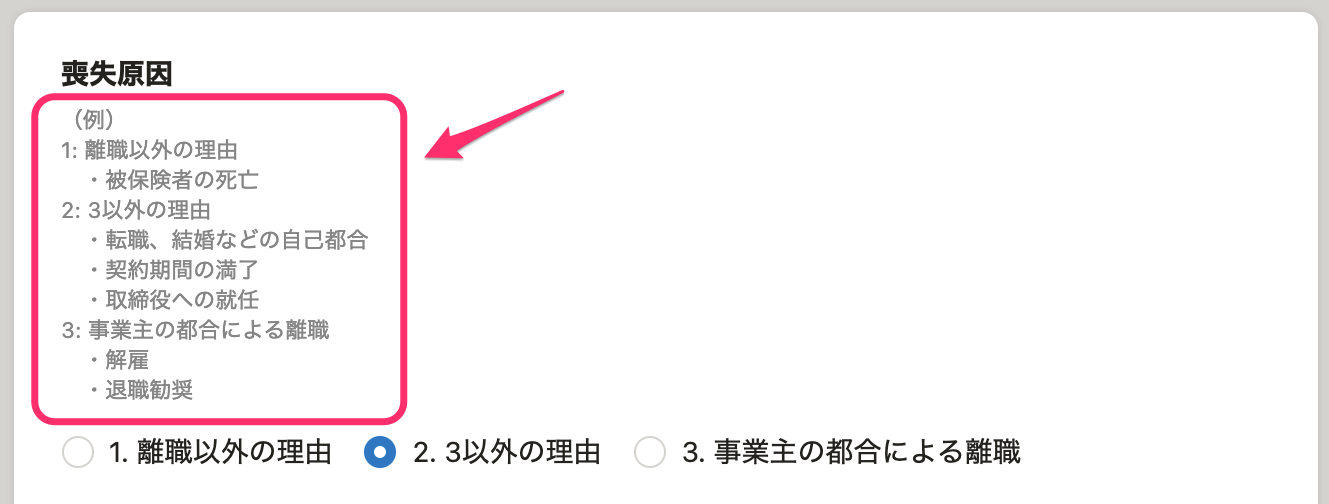 喪失原因
（例）
1: 離職以外の理由
・被保険者の死亡
2: 3以外の理由
・転職、結婚などの自己都合
・契約期間の満了
・取締役への就任
3: 事業主の都合による離職
・解雇
・退職勧奨
1. 離職以外の理由 2. 3以外の理由 3. 事業主の都合による離職